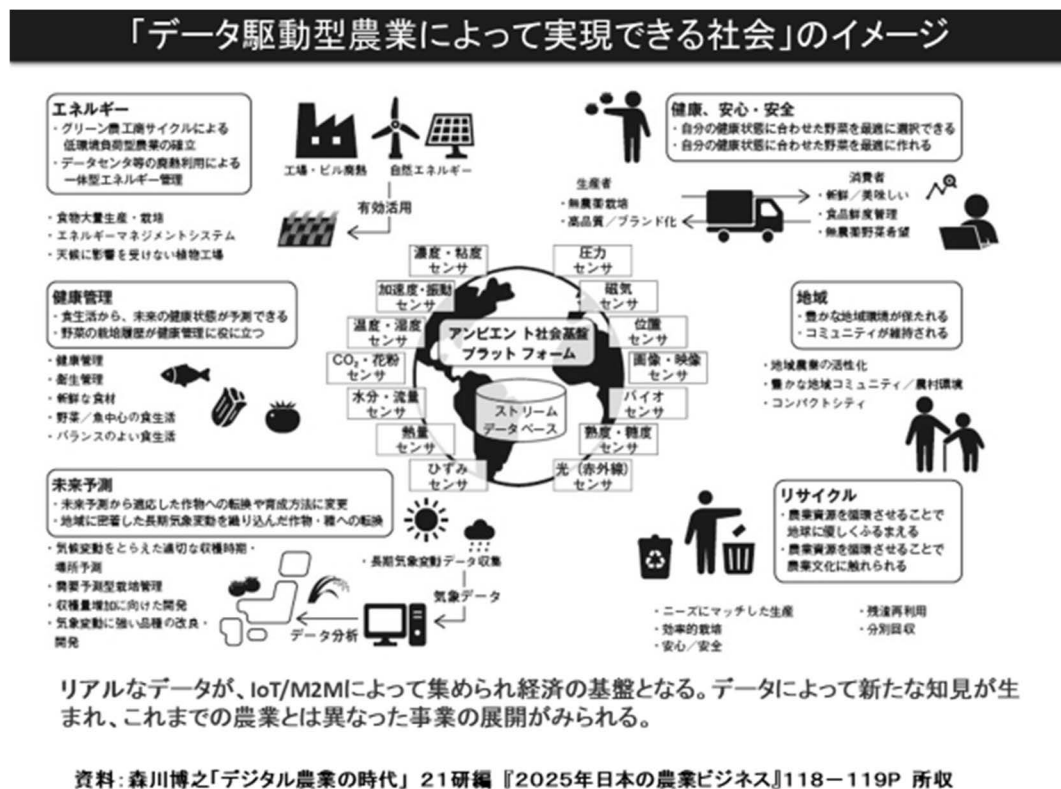 「データ駆動型農業によって実現できる社会」のイメージ
エネルギー
・グリーン農工商サイクルによる
低環境負荷型農業の確立
・データセンタ等の廃熱利用による
一体型エネルギー管理
工場・ビル廃熱
自然エネルギー
有効活用
・食物大量生産・栽培
・エネルギーマネジメントシステム
・天候に影響を受けない植物工場
健康、安心・安全
・自分の健康状態に合わせた野菜を最適に選択できる
・自分の健康状態に合わせた野菜を最適に作れる
生産者
・無農薬栽培
・高品質/ブランド化
消費者
・新鮮/美味しい
・食品鮮度管理
・無農薬野菜希望
健康管理
・食生活から、未来の健康状態が予測できる
・野菜の栽培履歴が健康管理に役に立つ
・健康管理
・衛生管理
・新鮮な食材
・野菜/魚中心の食生活
・バランスのよい食生活
濃度・粘度
センサ
加速度・振動
センサ
温度・湿度
センサ
CO₂・花粉
センサ
水分・流量
センサ
熱量
センサ
ひずみ
センサ
圧力
センサ
磁気
センサ
位置
センサ
画像・映像
センサ
バイオ
センサ
熟度・糖度
センサ
光（赤外線）
センサ
アンビエント社会基盤
プラットフォーム
ストリーム
データベース
地域
・豊かな地域環境が保たれる
・コミュニティが維持される
・地域農業の活性化
・豊かな地域コミュニティ/農村環境
・コンパクトシティ
未来予測
・未来予測から適応した作物への転換や育成方法に変更
・地域に密着した長期気象変動を織り込んだ作物・種への転換
・気候変動をとらえた適切な収穫時期・
場所予測
・需要予測型栽培管理
・収穫量増加に向けた開発
・気象変動に強い品種の改良・
開発
・長期気象変動データ収集
気象データ
データ分析
リサイクル
・農業資源を循環させることで
地球に優しくふるまえる
・農業資源を循環させることで
農業文化に触れられる
・ニーズにマッチした生産
・効率的栽培
・安心/安全
・残渣再利用
・分別回収
リアルなデータが、IoT/M2Mによって集められ経済の基盤となる。データによって新たな知見が生
まれ、これまでの農業とは異なった事業の展開がみられる。
資料：森川博之「デジタル農業の時代」 21研編 『2025年日本の農業ビジネス』118－119P 所収